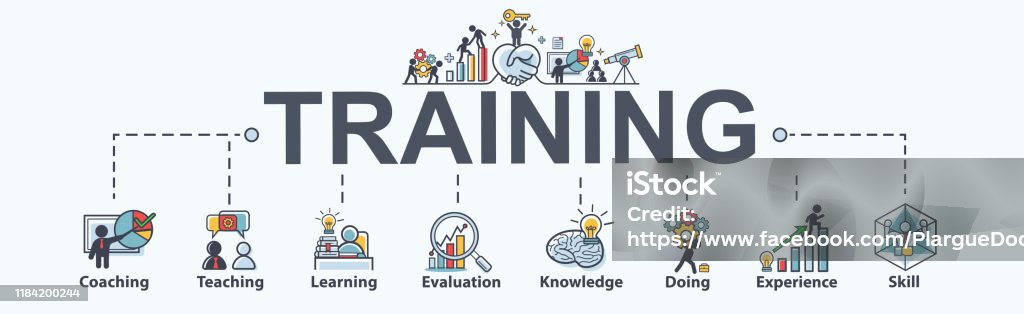 TRAINING
iStock
Credit:
https://www.facebook.com/PlargueDoc
Coaching Teaching Learning Evaluation Knowledge Doing Experience Skill
1184200244